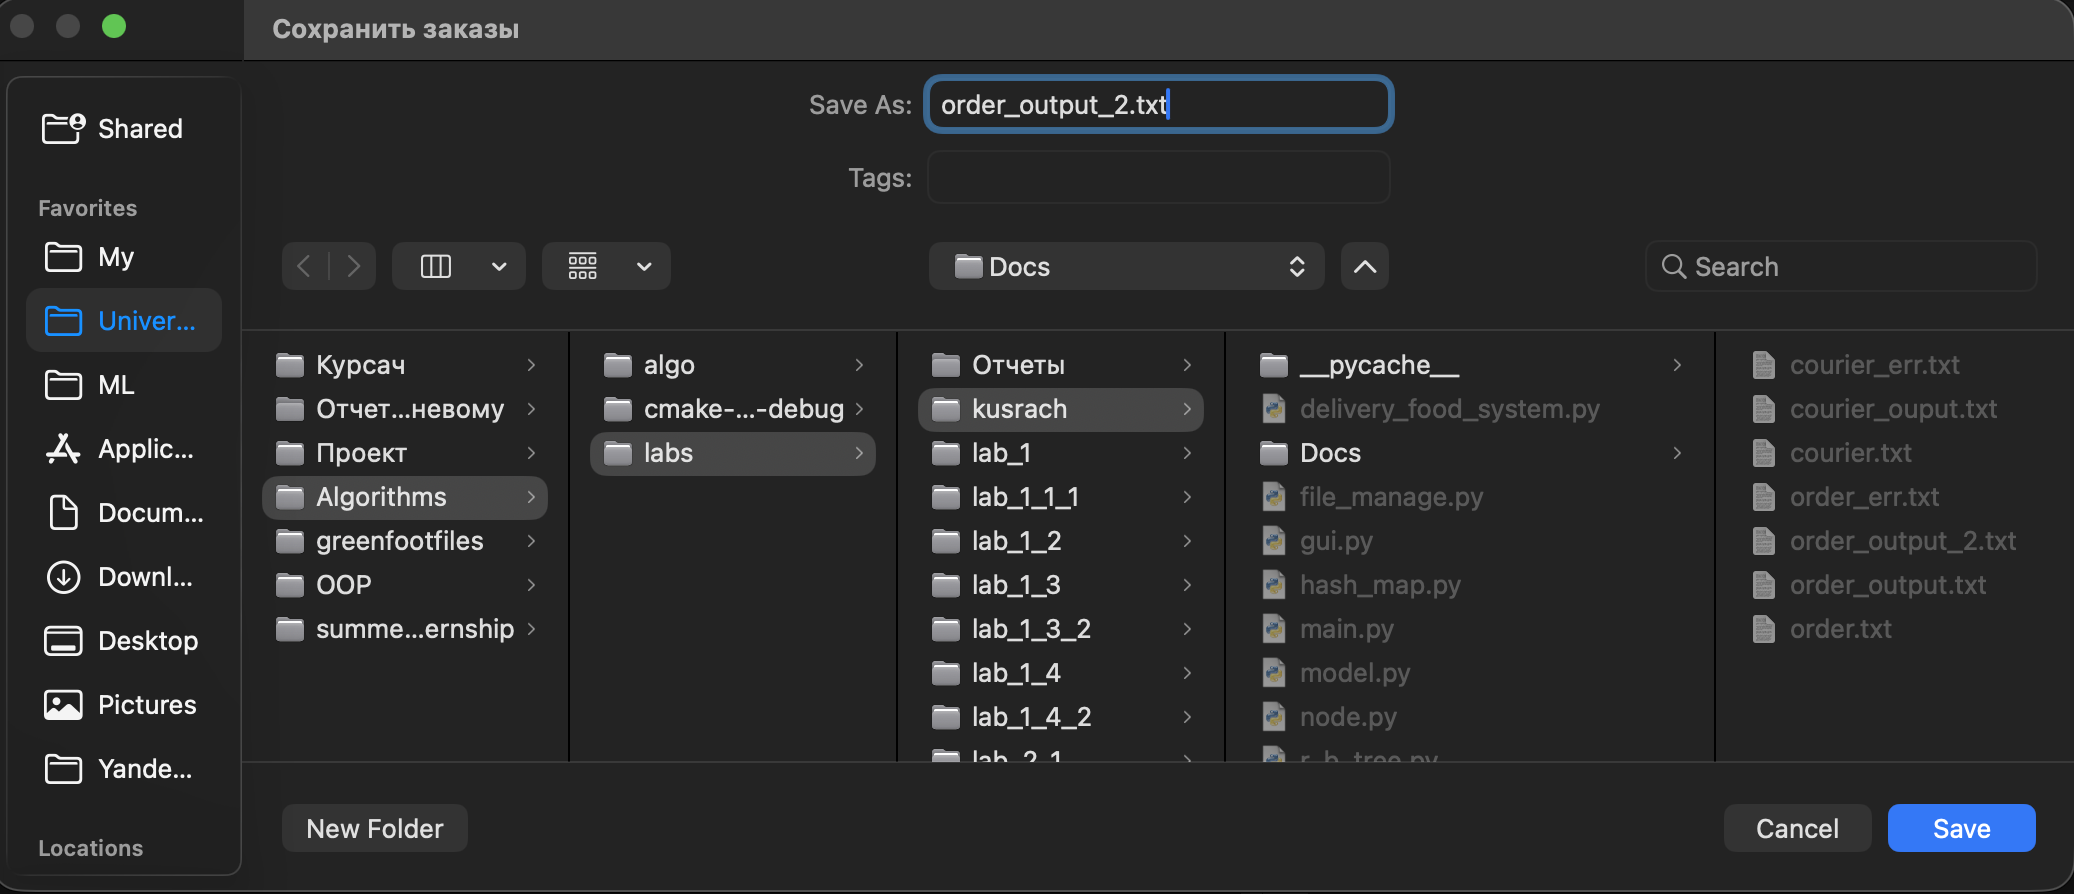 Сохранить заказы
Save As: order_output_2.txt
Tags:
Shared
Favorites
My
Univer...
ML
Applic...
Docum...
Downl...
Desktop
Pictures
Yande...
Locations
Docs
Search
Курсач
Отчет...невому
Проект
Algorithms
greenfootfiles
OOP
summe...ernship
algo
cmake-...-debug
labs
Отчеты
kusrach
lab_1
lab_1_1_1
lab_1_2
lab_1_3
lab_1_3_2
lab_1_4
lab_1_4_2
lab_2_1
__pycache__
delivery_food_system.py
Docs
file_manage.py
gui.py
hash_map.py
main.py
model.py
node.py
r_b_tree.py
courier_err.txt
courier_ouput.txt
courier.txt
order_err.txt
order_output_2.txt
order_output.txt
order.txt
New Folder
Cancel
Save